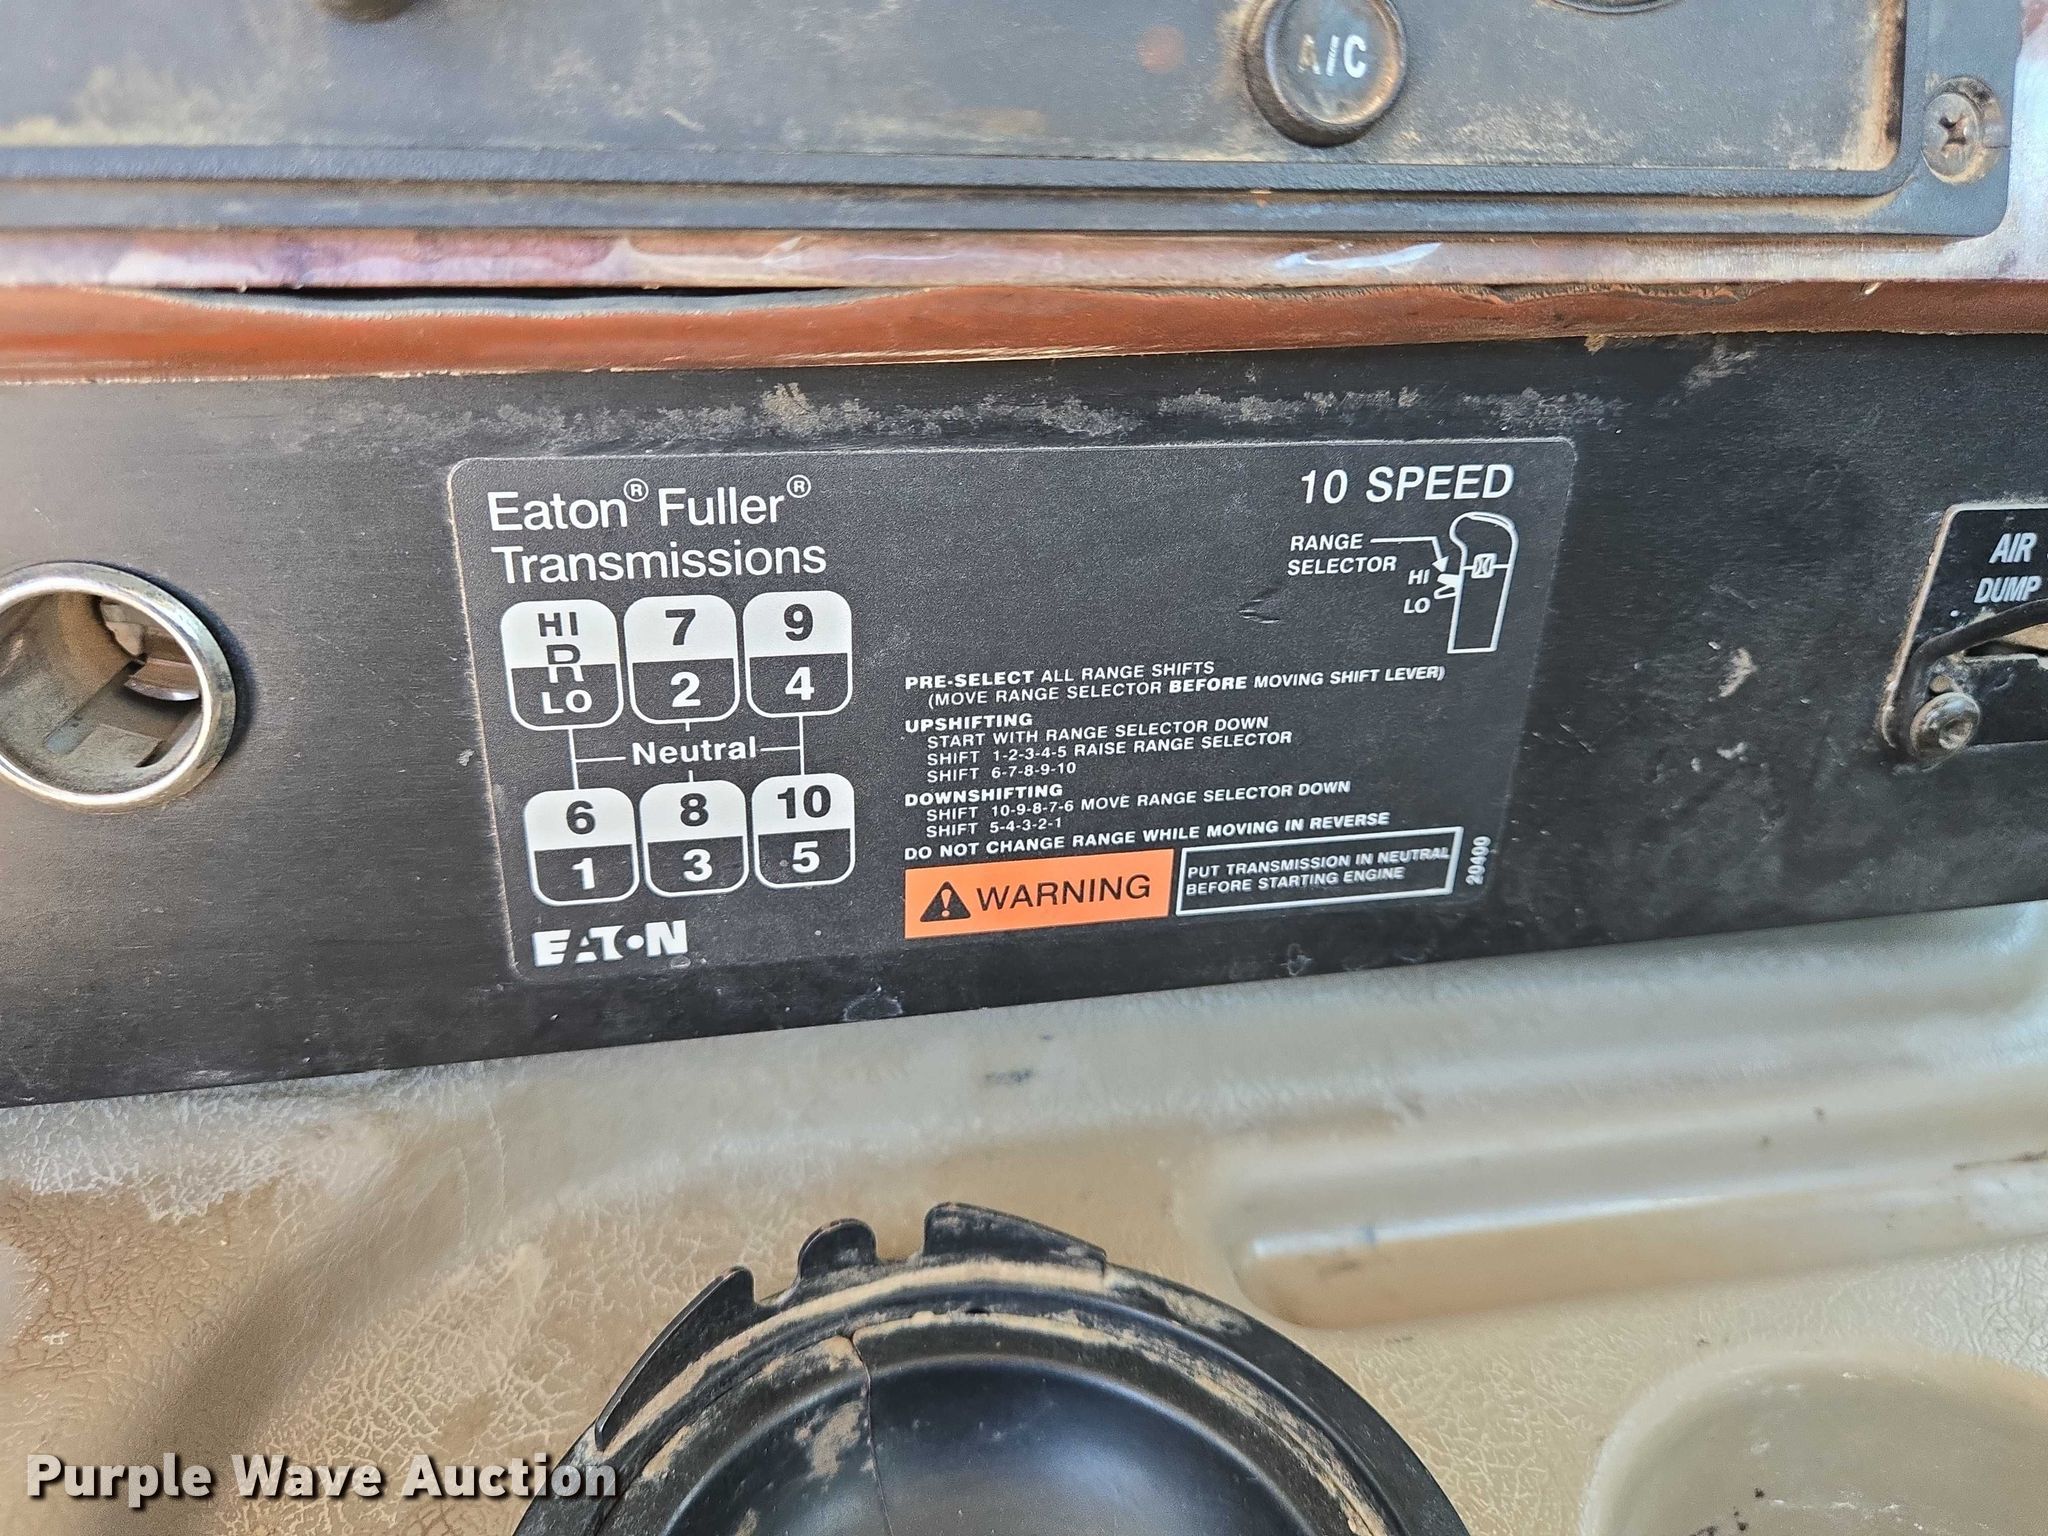 A/C
Eaton® Fuller®
Transmissions
10 SPEED
RANGE
SELECTOR
HI
LO
AIR
DUMP
HI
R
LO
7
2
9
4
Neutral
6
1
8
3
10
5
EATON
PRE-SELECT ALL RANGE SHIFTS
(MOVE RANGE SELECTOR BEFORE MOVING SHIFT LEVER)
UPSHIFTING
START WITH RANGE SELECTOR DOWN
SHIFT 1-2-3-4-5 RAISE RANGE SELECTOR
SHIFT 6-7-8-9-10
DOWNSHIFTING
SHIFT 10-9-8-7-6 MOVE RANGE SELECTOR DOWN
SHIFT 5-4-3-2-1
DO NOT CHANGE RANGE WHILE MOVING IN REVERSE
WARNING
PUT TRANSMISSION IN NEUTRAL
BEFORE STARTING ENGINE
20400
Purple Wave Auction